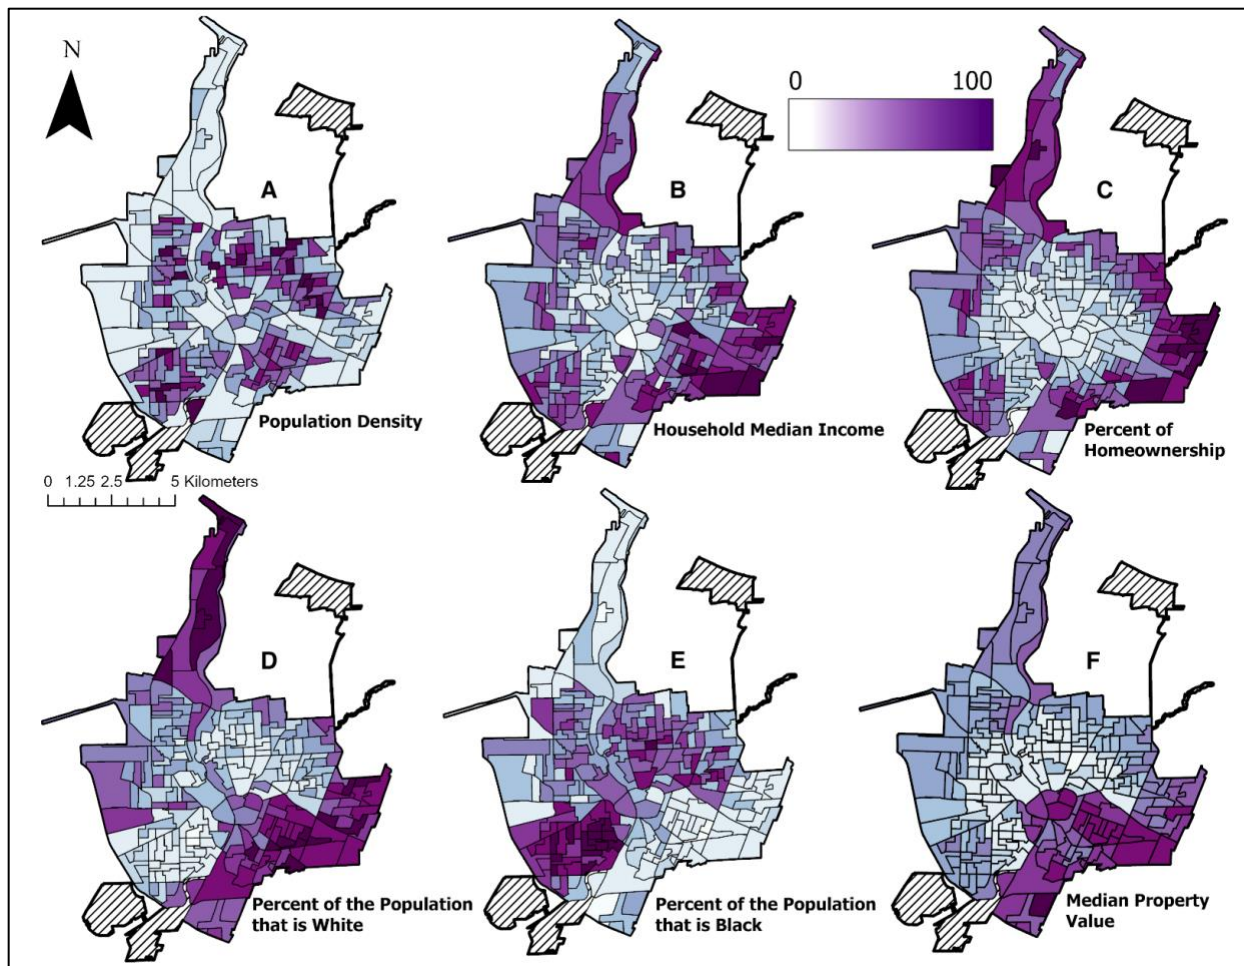 N
0 100
A
B
C
Population Density
Household Median Income
Percent of
Homeownership
0 1.25 2.5 5 Kilometers
D
E
F
Percent of the Population
that is White
Percent of the Population
that is Black
Median Property
Value